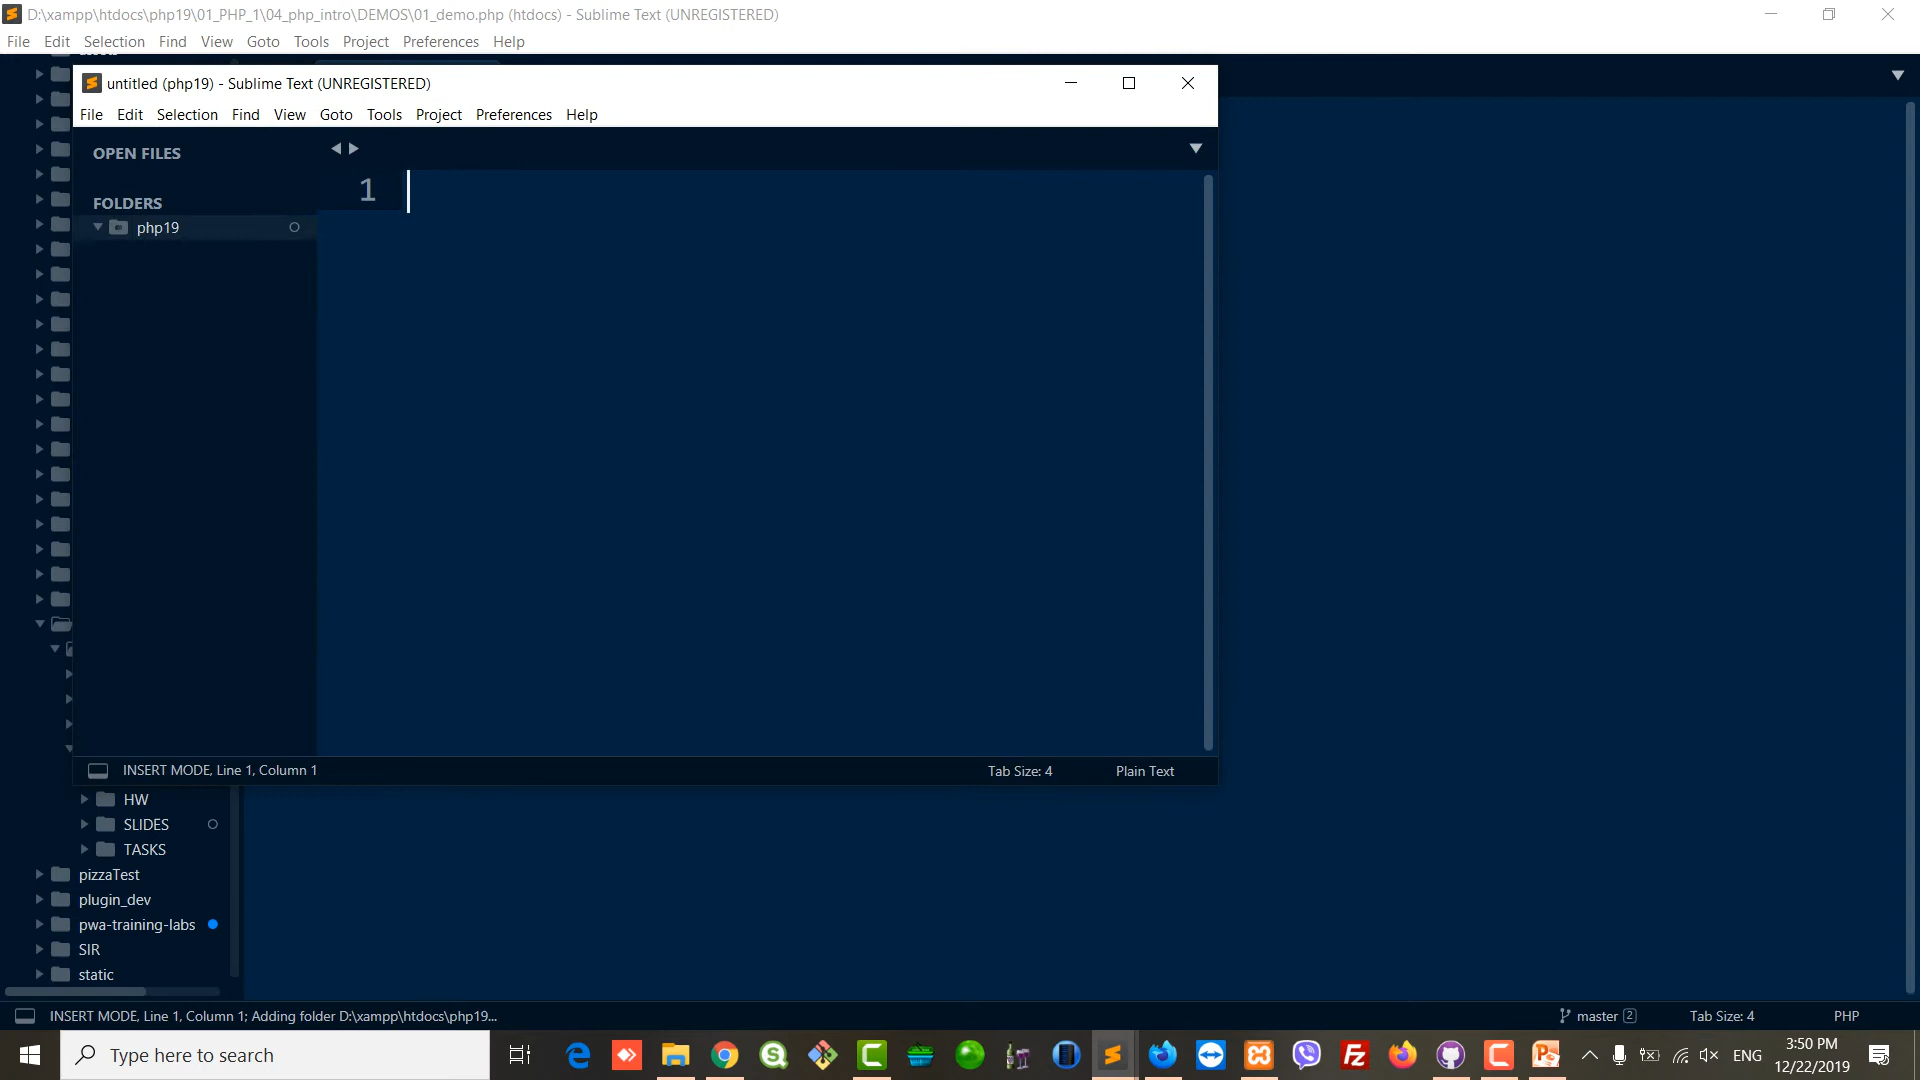 D:\xampp\htdocs\php19\01_PHP_1\04_php_intro\DEMOS\01_demo.php (htdocs) - Sublime Text (UNREGISTERED)
File Edit Selection Find View Goto Tools Project Preferences Help
untitled (php19) - Sublime Text (UNREGISTERED)
File Edit Selection Find View Goto Tools Project Preferences Help
OPEN FILES
1
FOLDERS
php19
INSERT MODE, Line 1, Column 1 Tab Size: 4 Plain Text
HW
SLIDES
TASKS
pizzaTest
plugin_dev
pwa-training-labs
SIR
static
INSERT MODE, Line 1, Column 1; Adding folder D:\xampp\htdocs\php19... master 2 Tab Size: 4 PHP
Type here to search
ENG
3:50 PM
12/22/2019